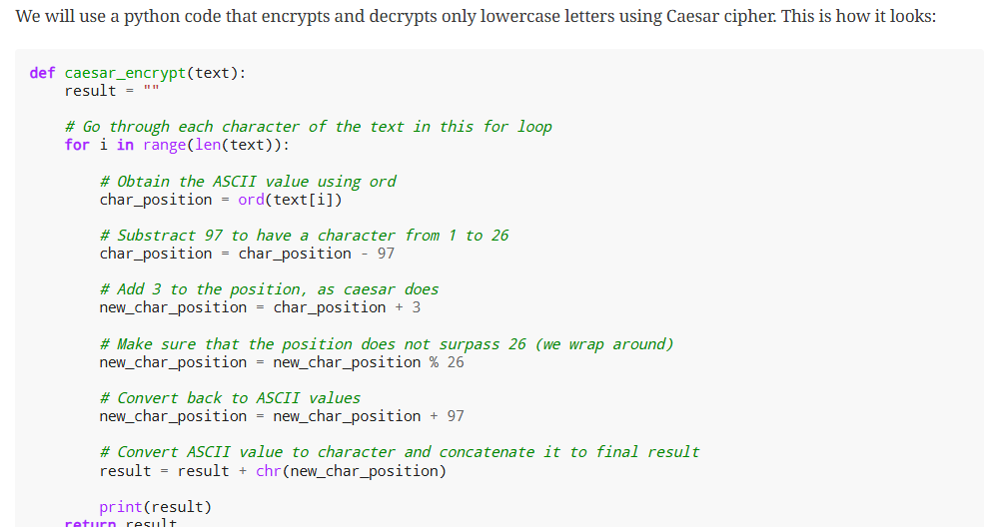 We will use a python code that encrypts and decrypts only lowercase letters using Caesar cipher. This is how it looks:
def caesar_encrypt(text):
    result = ""
    # Go through each character of the text in this for loop
    for i in range(len(text)):
        # Obtain the ASCII value using ord
        char_position = ord(text[i])
        # Substract 97 to have a character from 1 to 26
        char_position = char_position - 97
        # Add 3 to the position, as caesar does
        new_char_position = char_position + 3
        # Make sure that the position does not surpass 26 (we wrap around)
        new_char_position = new_char_position % 26
        # Convert back to ASCII values
        new_char_position = new_char_position + 97
        # Convert ASCII value to character and concatenate it to final result
        result = result + chr(new_char_position)
        print(result)
    return result